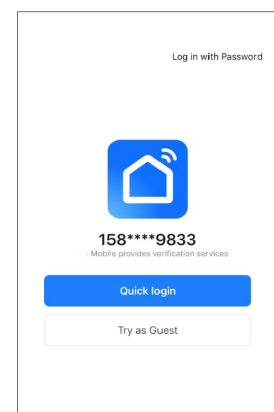 Log in with Password
158****9833
Mobile provides verification services
Quick login
Try as Guest